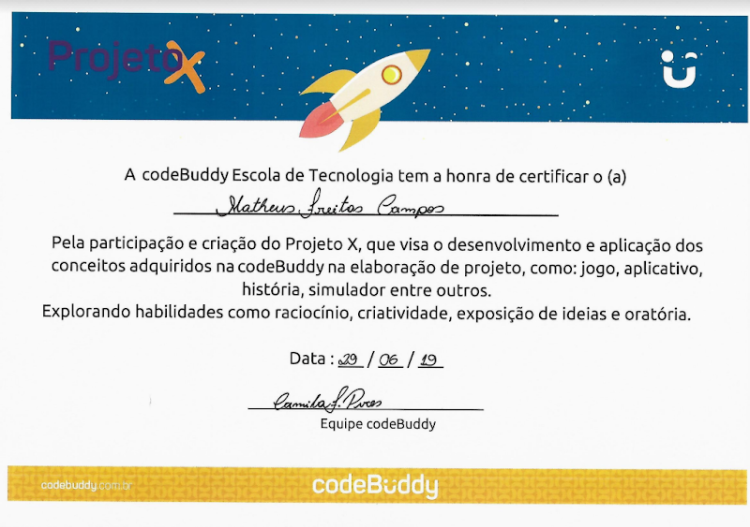 Projeto X
A codeBuddy Escola de Tecnologia tem a honra de certificar o (a)
Matheus Freitas Campos
Pela participação e criação do Projeto X, que visa o desenvolvimento e aplicação dos
conceitos adquiridos na codeBuddy na elaboração de projeto, como: jogo, aplicativo,
história, simulador entre outros.
Explorando habilidades como raciocínio, criatividade, exposição de ideias e oratória.
Data : 29 / 06 / 19
Camila F. Pires
Equipe codeBuddy
codebuddy.com.br
codeBuddy